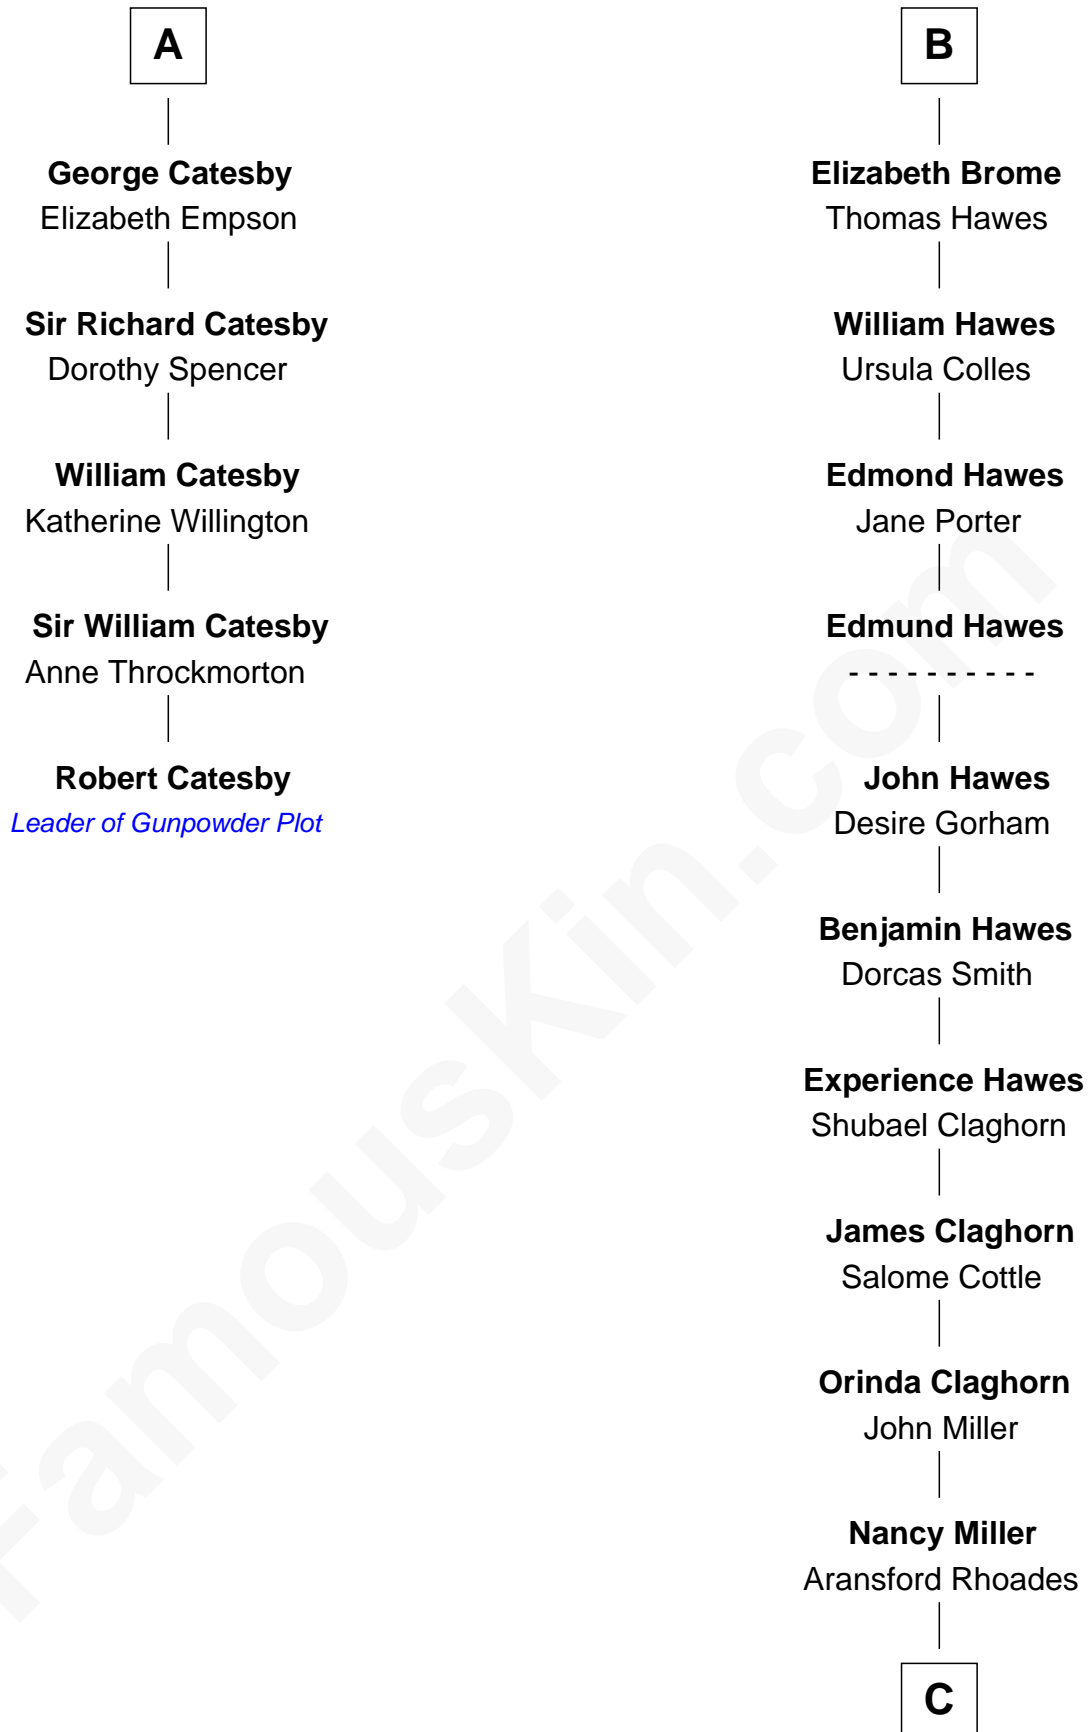 A
George Catesby
Elizabeth Empson
Sir Richard Catesby
Dorothy Spencer
William Catesby
Katherine Willington
Sir William Catesby
Anne Throckmorton
Robert Catesby
Leader of Gunpowder Plot
B
Elizabeth Brome
Thomas Hawes
William Hawes
Ursula Colles
Edmond Hawes
Jane Porter
Edmund Hawes
- - - - - - - - - -
John Hawes
Desire Gorham
Benjamin Hawes
Dorcas Smith
Experience Hawes
Shubael Claghorn
James Claghorn
Salome Cottle
Orinda Claghorn
John Miller
Nancy Miller
Aransford Rhoades
C
FamousKin.com